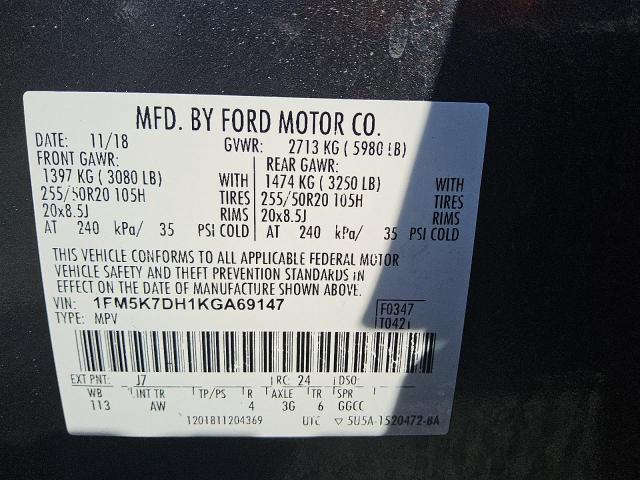 MFD. BY FORD MOTOR CO.
DATE: 11/18 GVWR: 2713 KG ( 5980 LB)
FRONT GAWR: REAR GAWR:
1397 KG ( 3080 LB) WITH 1474 KG ( 3250 LB) WITH
255/50R20 105H TIRES 255/50R20 105H TIRES
20x8.5J RIMS 20x8.5J RIMS
AT 240 kPa/ 35 PSI COLD AT 240 kPa/ 35 PSI COLD
THIS VEHICLE CONFORMS TO ALL APPLICABLE FEDERAL MOTOR
VEHICLE SAFETY AND THEFT PREVENTION STANDARDS IN
EFFECT ON THE DATE OF MANUFACTURE SHOWN ABOVE.
VIN: 1FM5K7DH1KGA69147 F0347
TYPE: MPV T0421
EXT PNT: J7 RC: 24 DSO:
WB INT TR TP/PS R AXLE TR SPR
113 AW 4 3G 6 GGCC
1201811204369 UTC ▽ 5U5A-1520472-BA